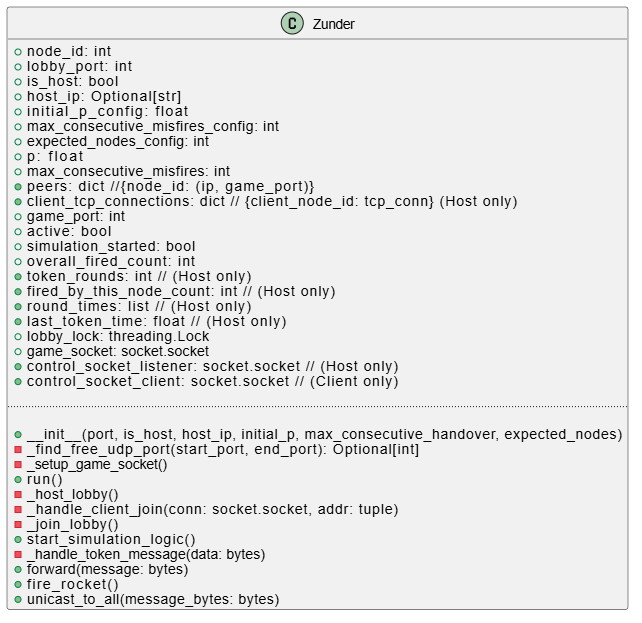 C Zunder
node_id: int
lobby_port: int
is_host: bool
host_ip: Optional[str]
initial_p_config: float
max_consecutive_misfires_config: int
expected_nodes_config: int
p: float
max_consecutive_misfires: int
peers: dict //{node_id: (ip, game_port)}
client_tcp_connections: dict // {client_node_id: tcp_conn} (Host only)
game_port: int
active: bool
simulation_started: bool
overall_fired_count: int
token_rounds: int // (Host only)
fired_by_this_node_count: int // (Host only)
round_times: list // (Host only)
last_token_time: float // (Host only)
lobby_lock: threading.Lock
game_socket: socket.socket
control_socket_listener: socket.socket // (Host only)
control_socket_client: socket.socket // (Client only)
__init__(port, is_host, host_ip, initial_p, max_consecutive_handover, expected_nodes)
_find_free_udp_port(start_port, end_port): Optional[int]
_setup_game_socket()
run()
_host_lobby()
_handle_client_join(conn: socket.socket, addr: tuple)
_join_lobby()
start_simulation_logic()
_handle_token_message(data: bytes)
forward(message: bytes)
fire_rocket()
unicast_to_all(message_bytes: bytes)